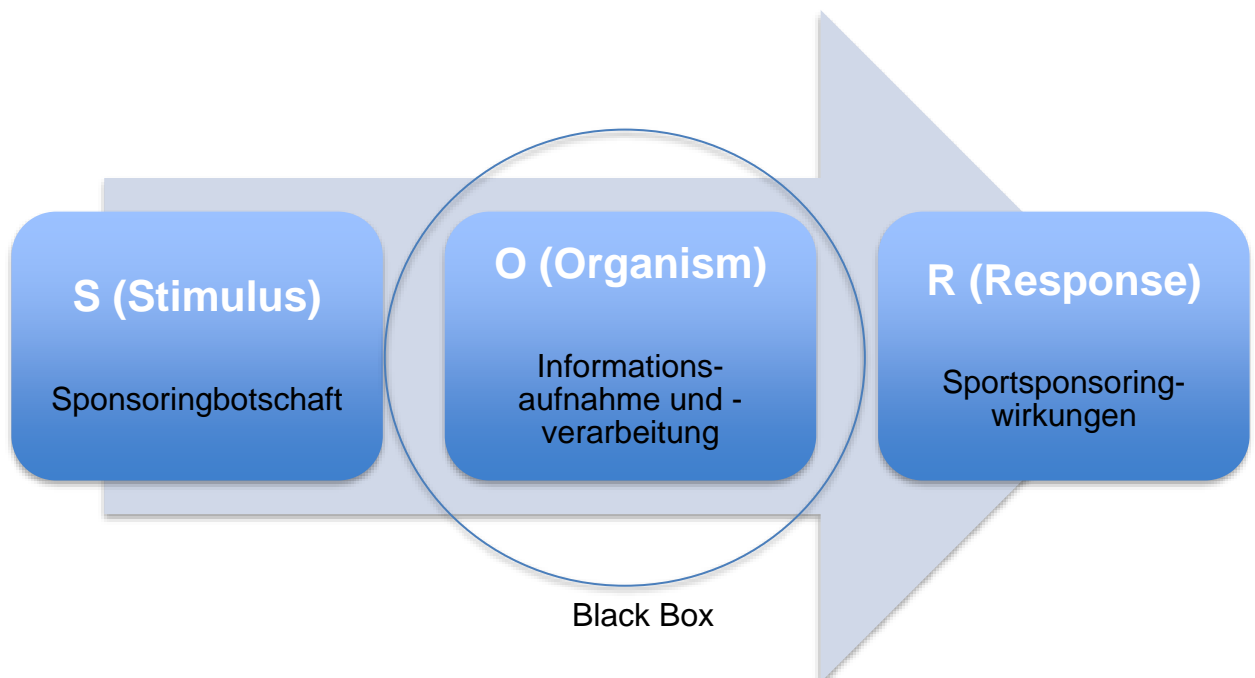 S (Stimulus)
Sponsoringbotschaft
O (Organism)
Informations-
aufnahme und -
verarbeitung
R (Response)
Sportsponsoring-
wirkungen
Black Box